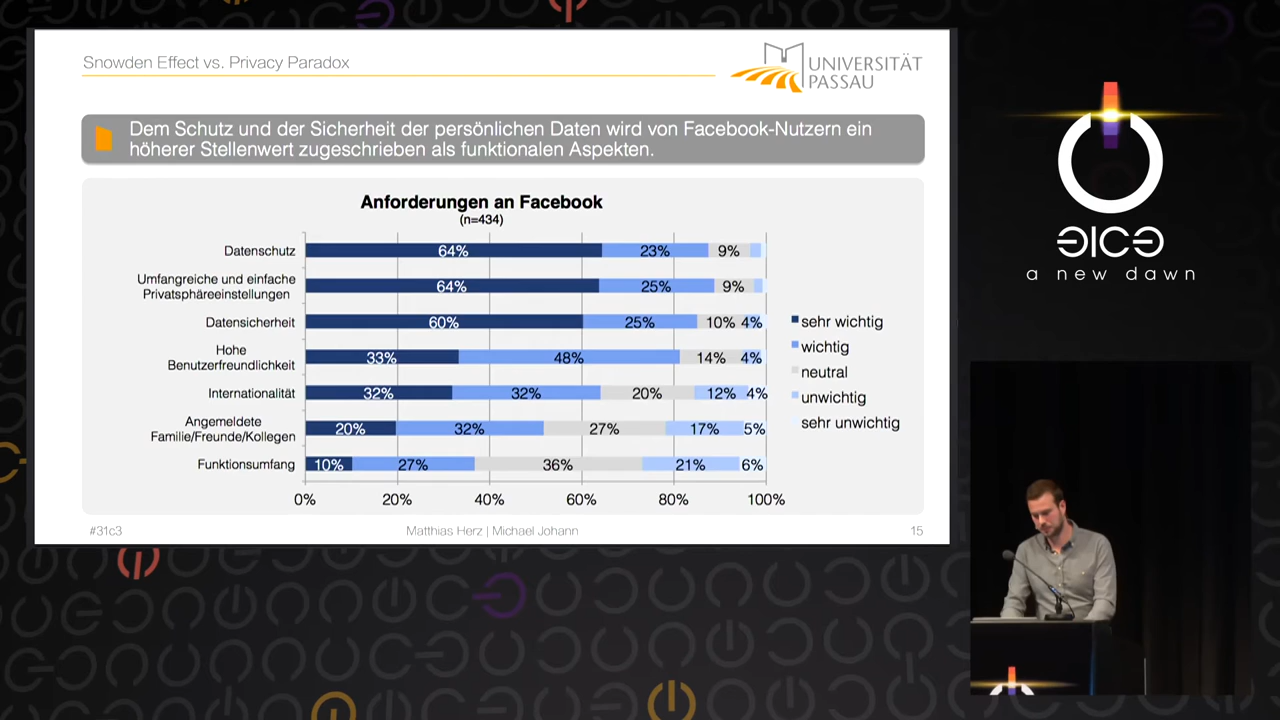 Snowden Effect vs. Privacy Paradox
UNIVERSITÄT
PASSAU
Dem Schutz und der Sicherheit der persönlichen Daten wird von Facebook-Nutzern ein
höherer Stellenwert zugeschrieben als funktionalen Aspekten.
Anforderungen an Facebook
(n=434)
Datenschutz
64% 23% 9%
Umfangreiche und einfache
Privatsphäreeinstellungen
64% 25% 9%
Datensicherheit
60% 25% 10% 4%
Hohe
Benutzerfreundlichkeit
33% 48% 14% 4%
Internationalität
32% 32% 20% 12% 4%
Angemeldete
Familie/Freunde/Kollegen
20% 32% 27% 17% 5%
Funktionsumfang
10% 27% 36% 21% 6%
0% 20% 40% 60% 80% 100%
sehr wichtig
wichtig
neutral
unwichtig
sehr unwichtig
#31c3
Matthias Herz | Michael Johann
15
31C3
a new dawn